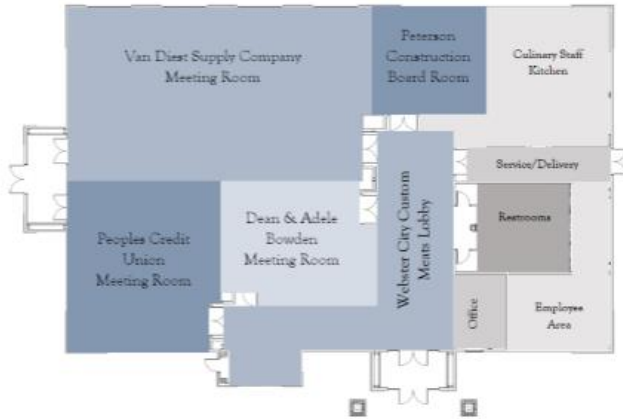 Van Diest Supply Company
Meeting Room
Peterson
Construction
Board Room
Culinary Staff
Kitchen
Service/Delivery
Peoples Credit
Union
Meeting Room
Dean & Adele
Bowden
Meeting Room
Webster City Custom
Meats Lobby
Restrooms
Office
Employee
Area